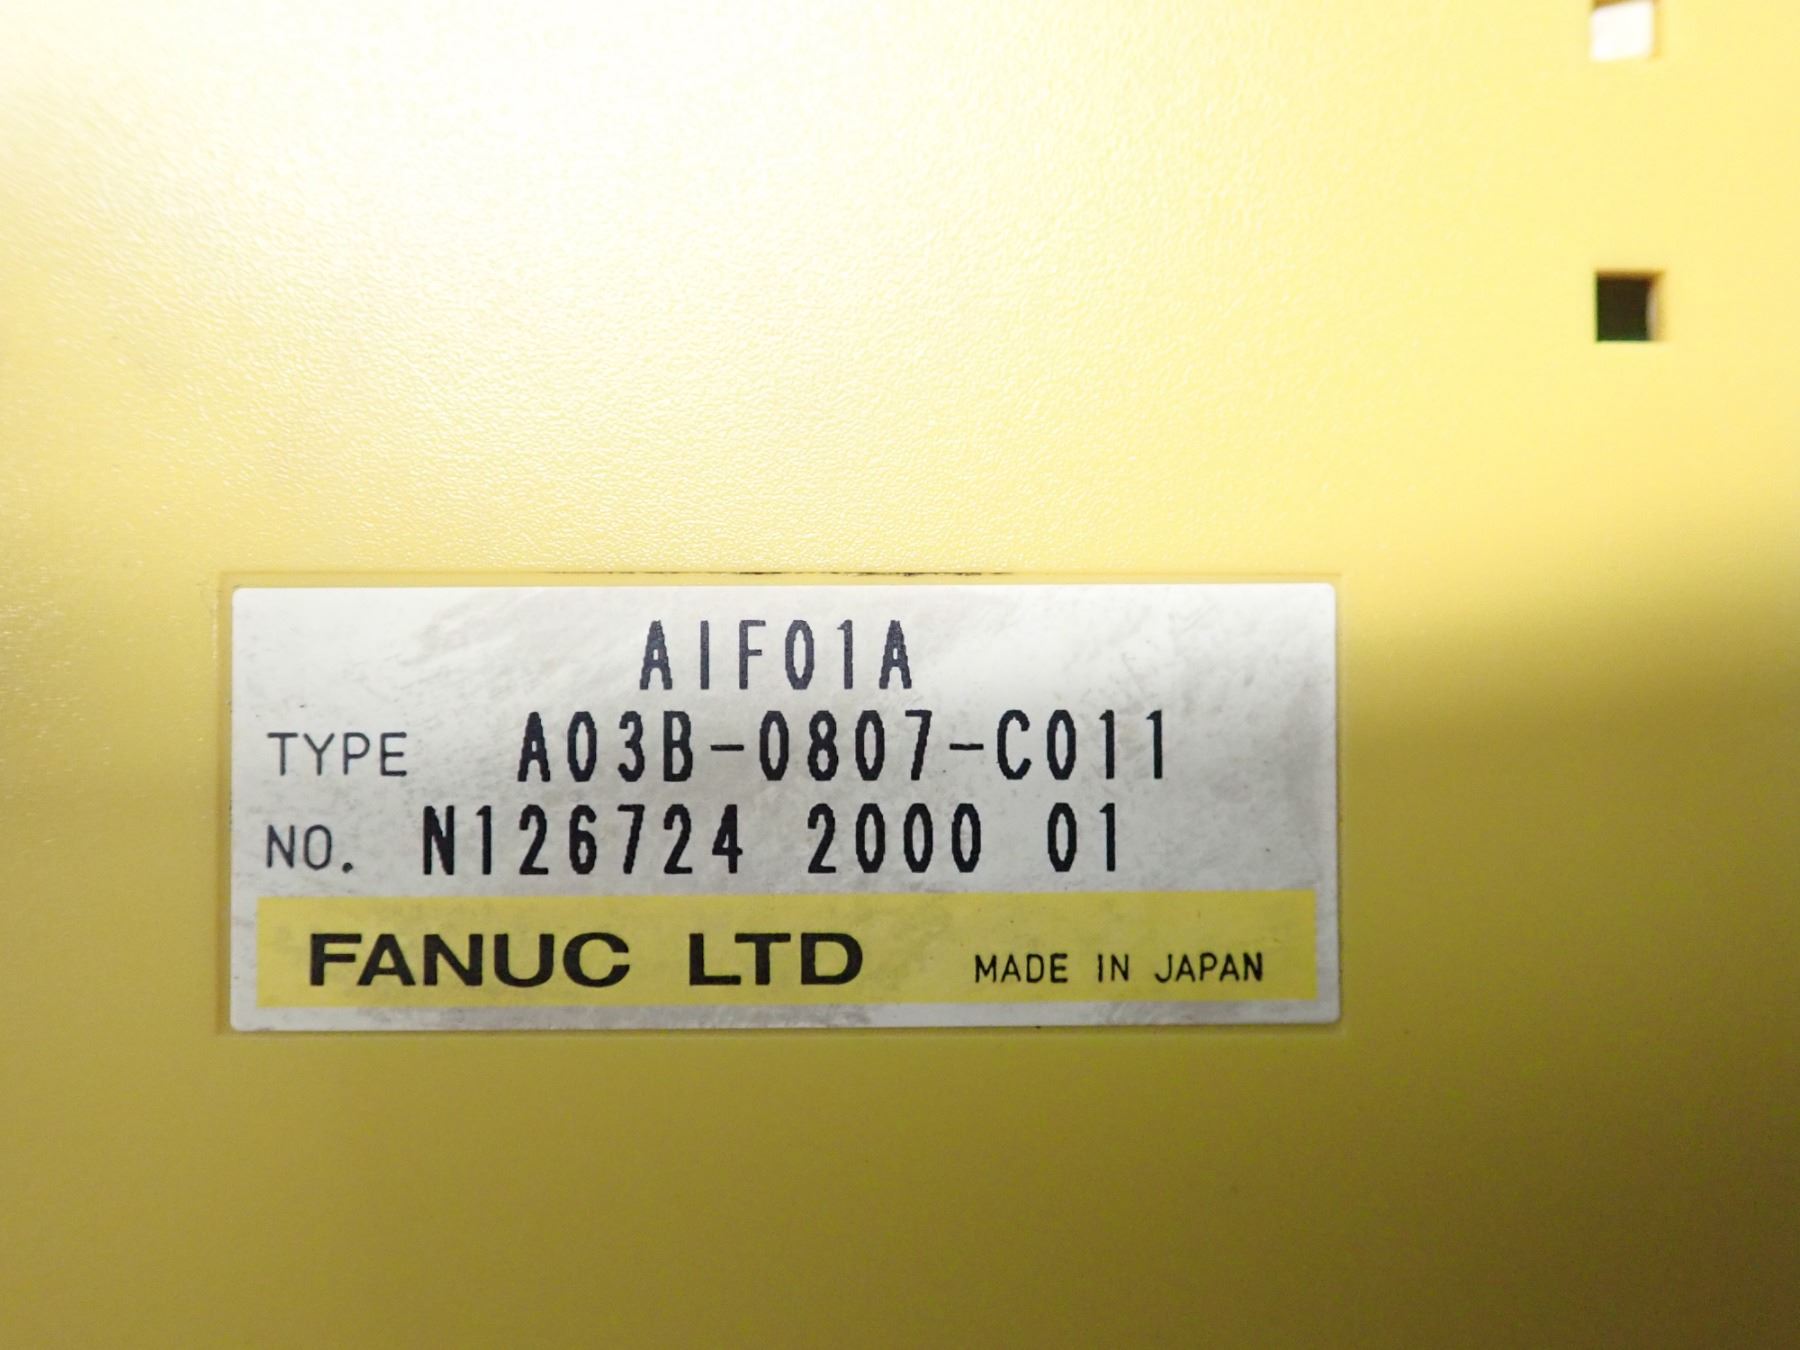 AIF01A
TYPE A03B-0807-C011
NO. N126724 2000 01
FANUC LTD MADE IN JAPAN